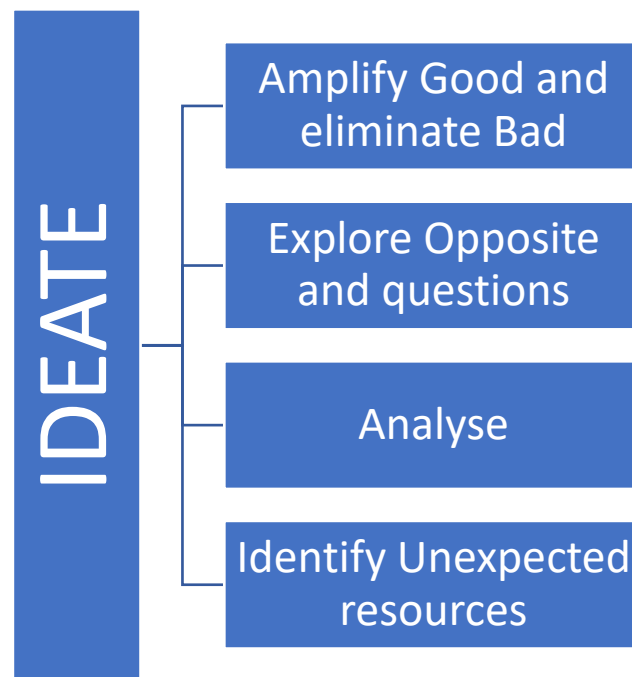 IDEATE
Amplify Good and
eliminate Bad
Explore Opposite
and questions
Analyse
Identify Unexpected
resources